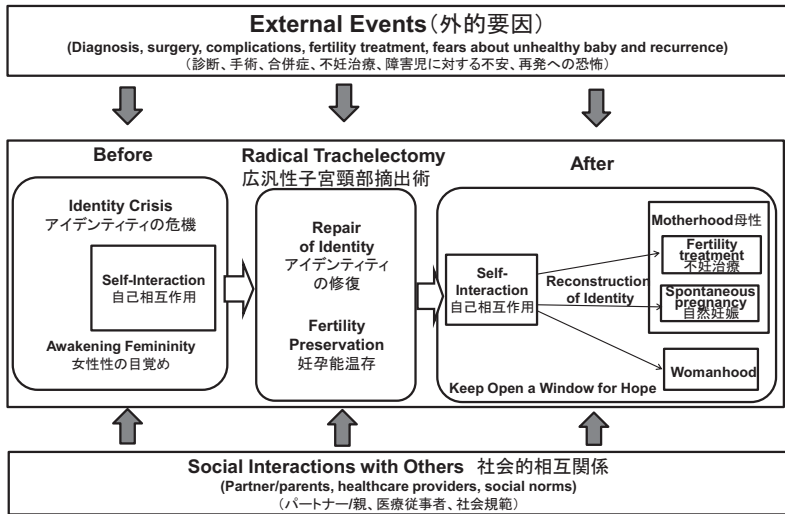 External Events(外的要因)
(Diagnosis, surgery, complications, fertility treatment, fears about unhealthy baby and recurrence)
(診断、手術、合併症、不妊治療、障害児に対する不安、再発への恐怖)
Before
Identity Crisis
アイデンティティの危機
Self-Interaction
自己相互作用
Awakening Femininity
女性性の目覚め
Radical Trachelectomy
広汎性子宮頸部摘出術
Repair
of Identity
アイデンティティ
の修復
Fertility
Preservation
妊孕能温存
After
Self-
Interaction
自己相互作用
Reconstruction
of Identity
Motherhood母性
Fertility
treatment
不妊治療
Spontaneous
pregnancy
自然妊娠
Womanhood
Keep Open a Window for Hope
Social Interactions with Others 社会的相互関係
(Partner/parents, healthcare providers, social norms)
(パートナー/親、医療従事者、社会規範)